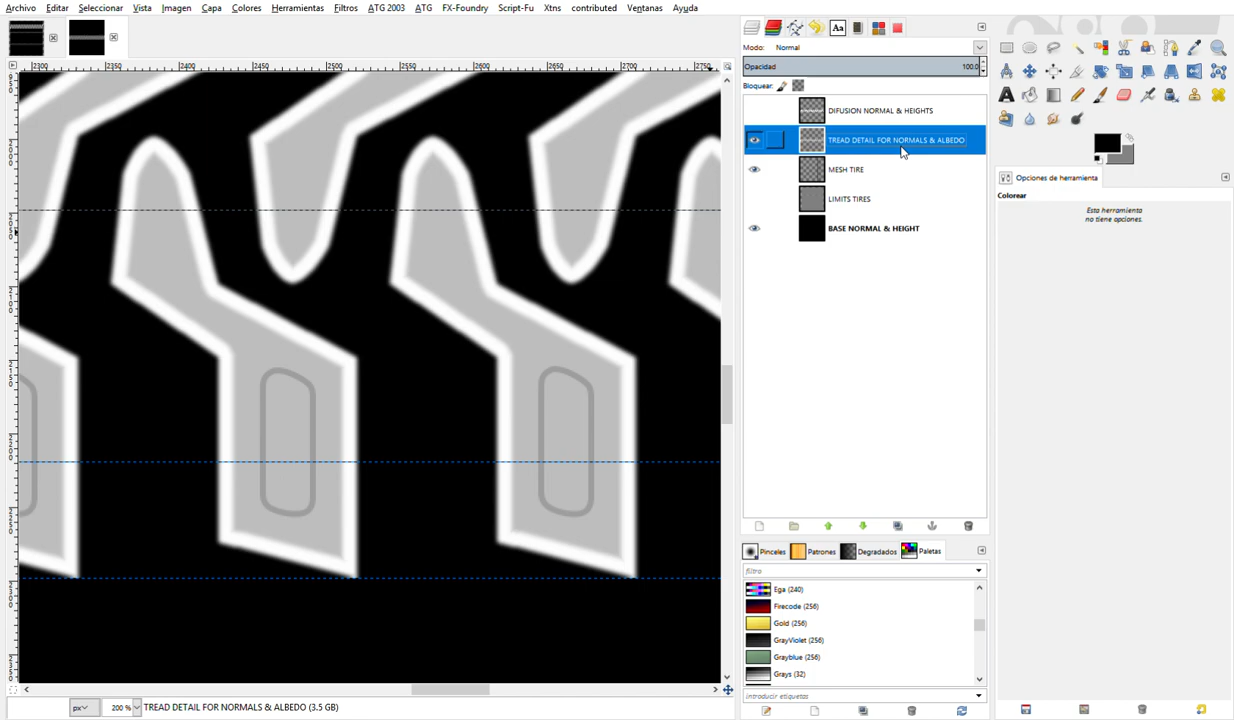 Archivo Editar Seleccionar Vista Imagen Capa Colores Herramientas Filtros ATG 2003 ATG FX-Foundry Script-Fu Xtns contributed Ventanas Ayuda
2300 2350 2400 2450 2500 2550 2600 2650 2700 2750
Modo: Normal
Opacidad 100.0
Bloquear:
DIFUSION NORMAL & HEIGHTS
TREAD DETAIL FOR NORMALS & ALBEDO
MESH TIRE
LIMITS TIRES
BASE NORMAL & HEIGHT
Opciones de herramienta
Colorear
Esta herramienta
no tiene opciones.
Pinceles Patrones Degradados Paletas
filtro
Ega (240)
Firecode (256)
Gold (256)
GrayViolet (256)
Grayblue (256)
Grays (32)
introducir etiquetas
px 200 % TREAD DETAIL FOR NORMALS & ALBEDO (3.5 GB)